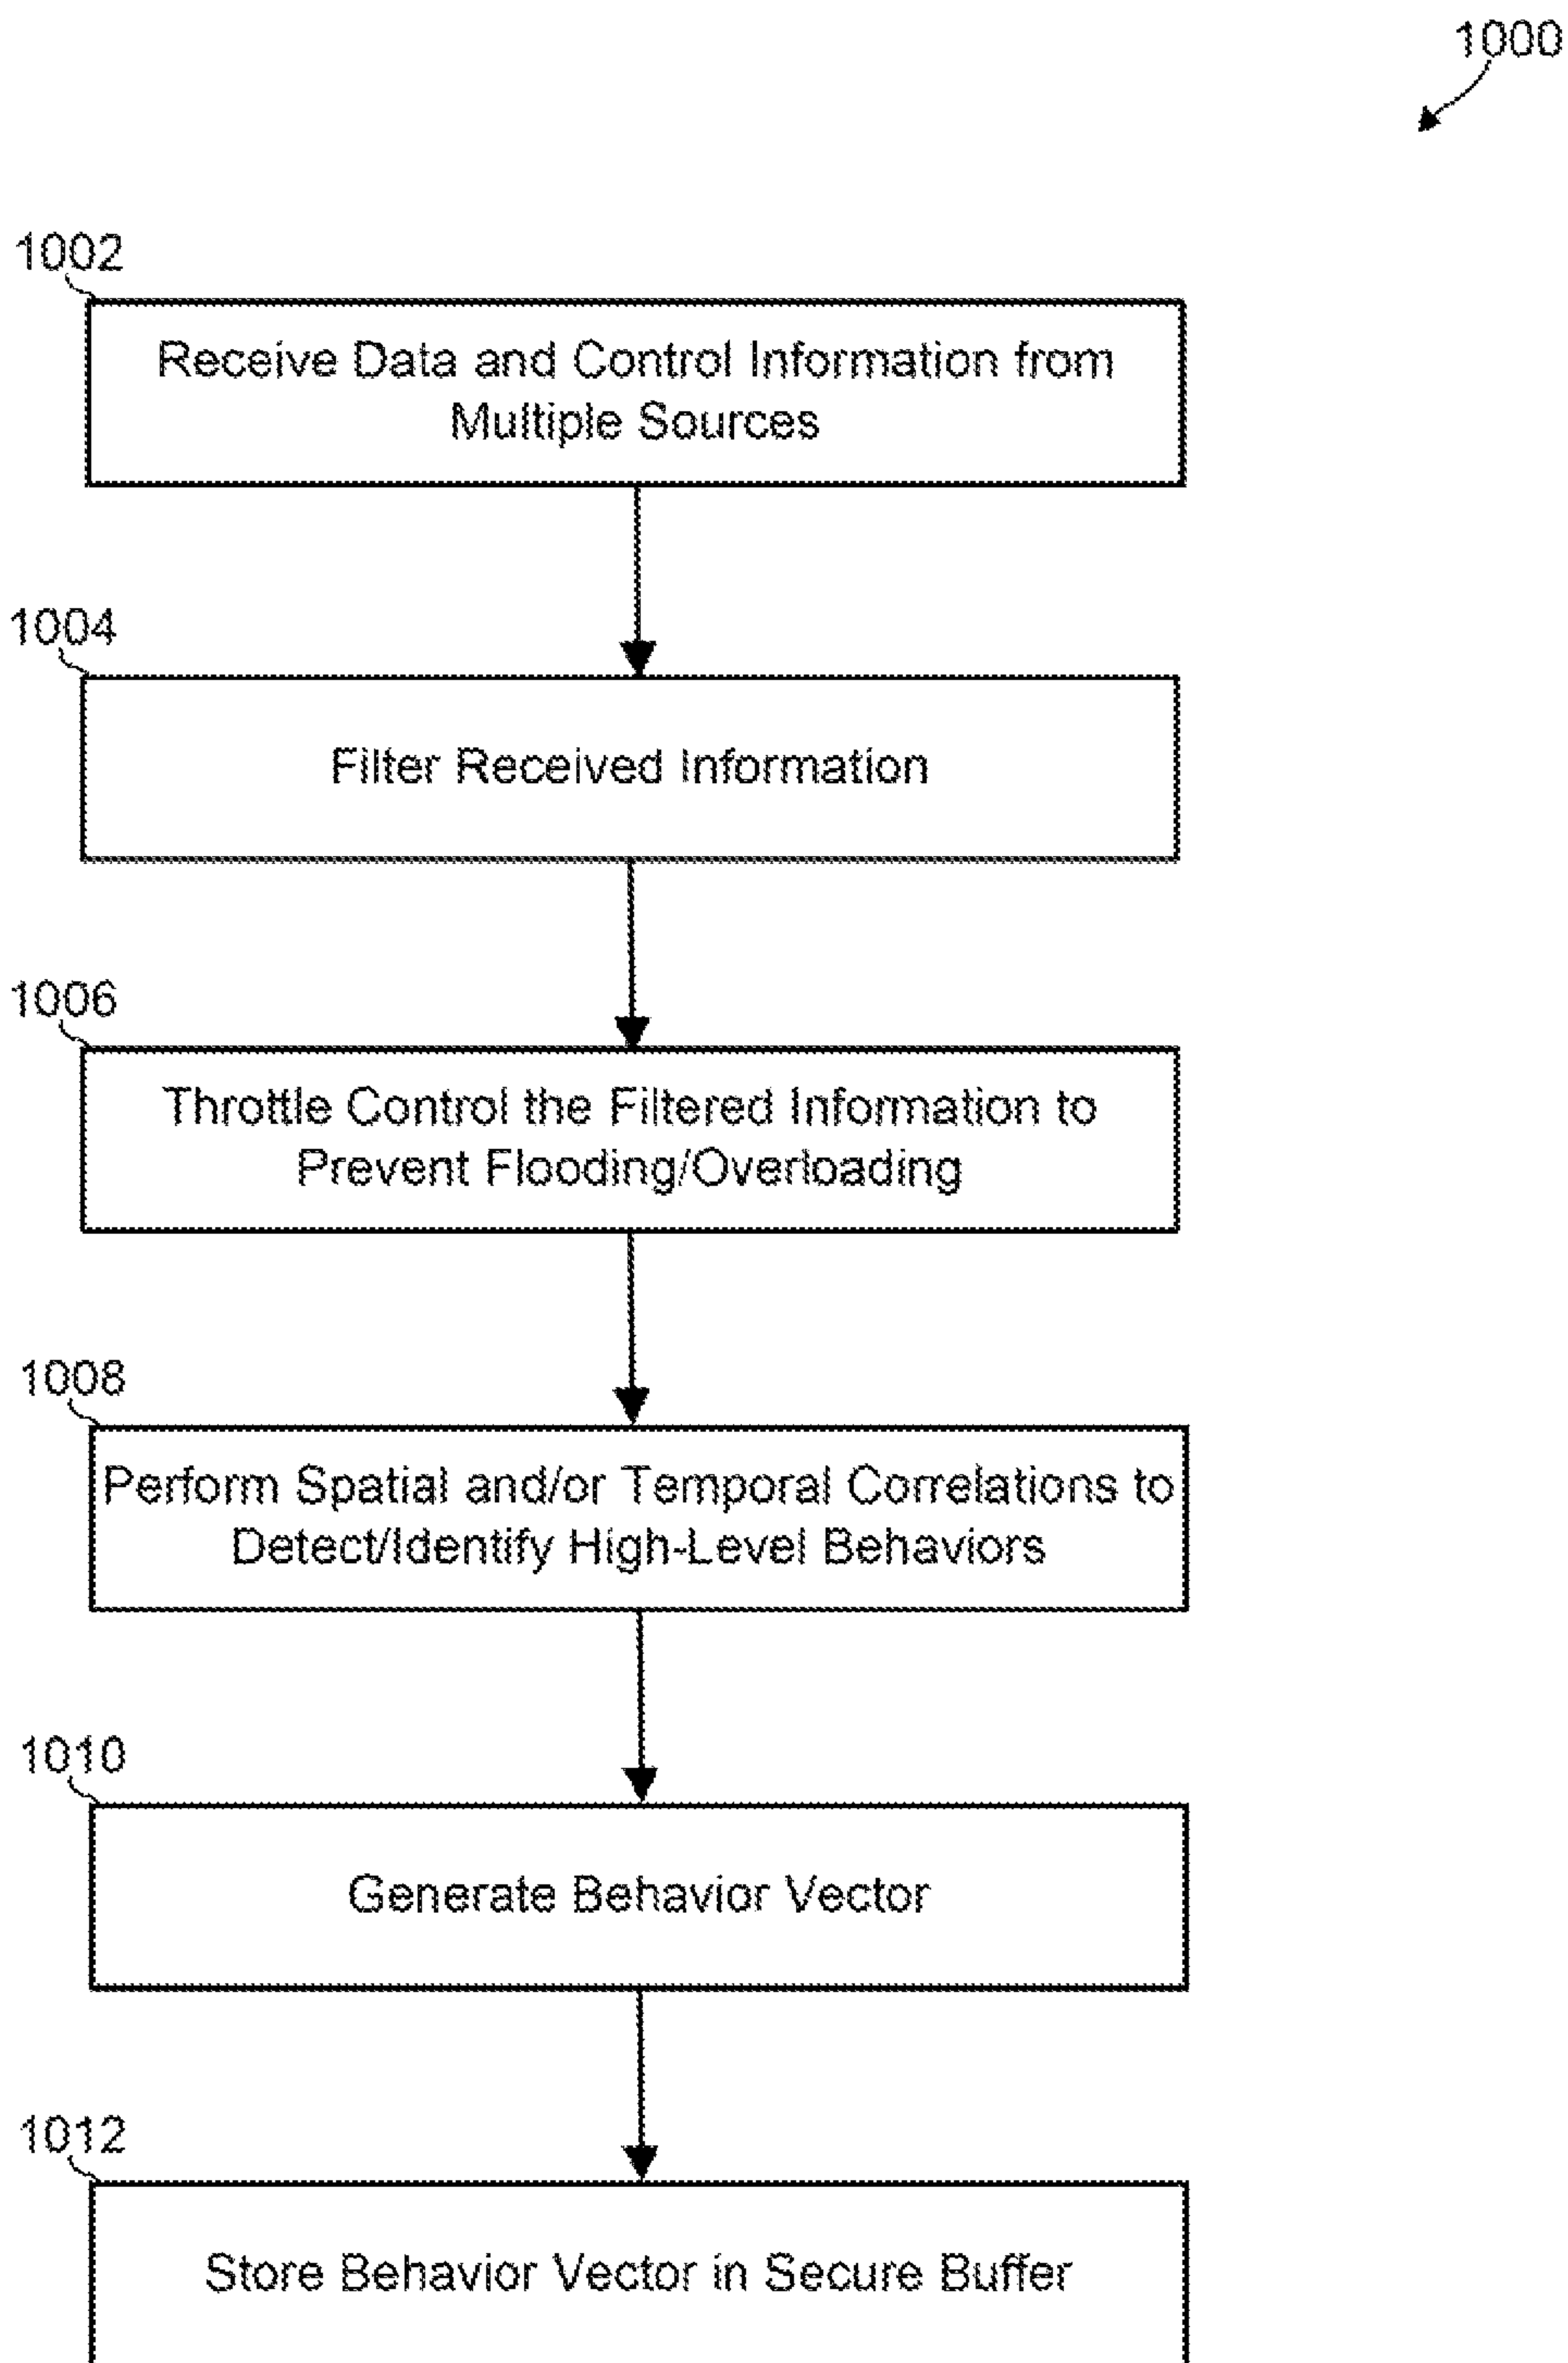 1000
1002
Receive Data and Control Information from
Multiple Sources
1004
Filter Received Information
1006
Throttle Control the Filtered Information to
Prevent Flooding/Overloading
1008
Perform Spatial and/or Temporal Correlations to
Detect/Identify High-Level Behaviors
1010
Generate Behavior Vector
1012
Store Behavior Vector in Secure Buffer